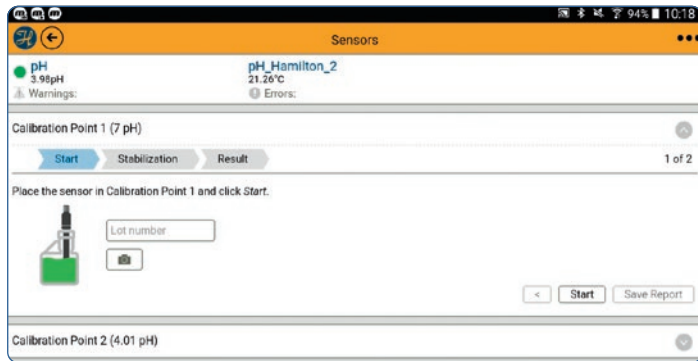 94% 10:18
Sensors
pH pH_Hamilton_2
3.98pH 21.26°C
Warnings: Errors:
Calibration Point 1 (7 pH)
Start Stabilization Result 1 of 2
Place the sensor in Calibration Point 1 and click Start.
Lot number
< Start Save Report
Calibration Point 2 (4.01 pH)